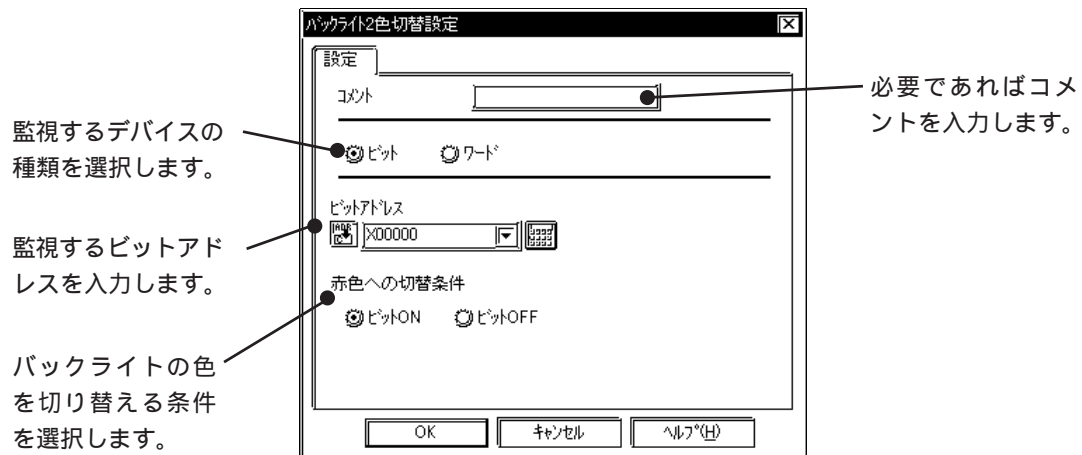 バックライト2色切替設定
設定
コメント
必要であればコメ
ントを入力します。
監視するデバイスの
種類を選択します。
ビット
ワード
ビットアドレス
X00000
監視するビットアド
レスを入力します。
赤色への切替条件
ビットON
ビットOFF
バックライトの色
を切り替える条件
を選択します。
OK
キャンセル
ヘルプ(H)